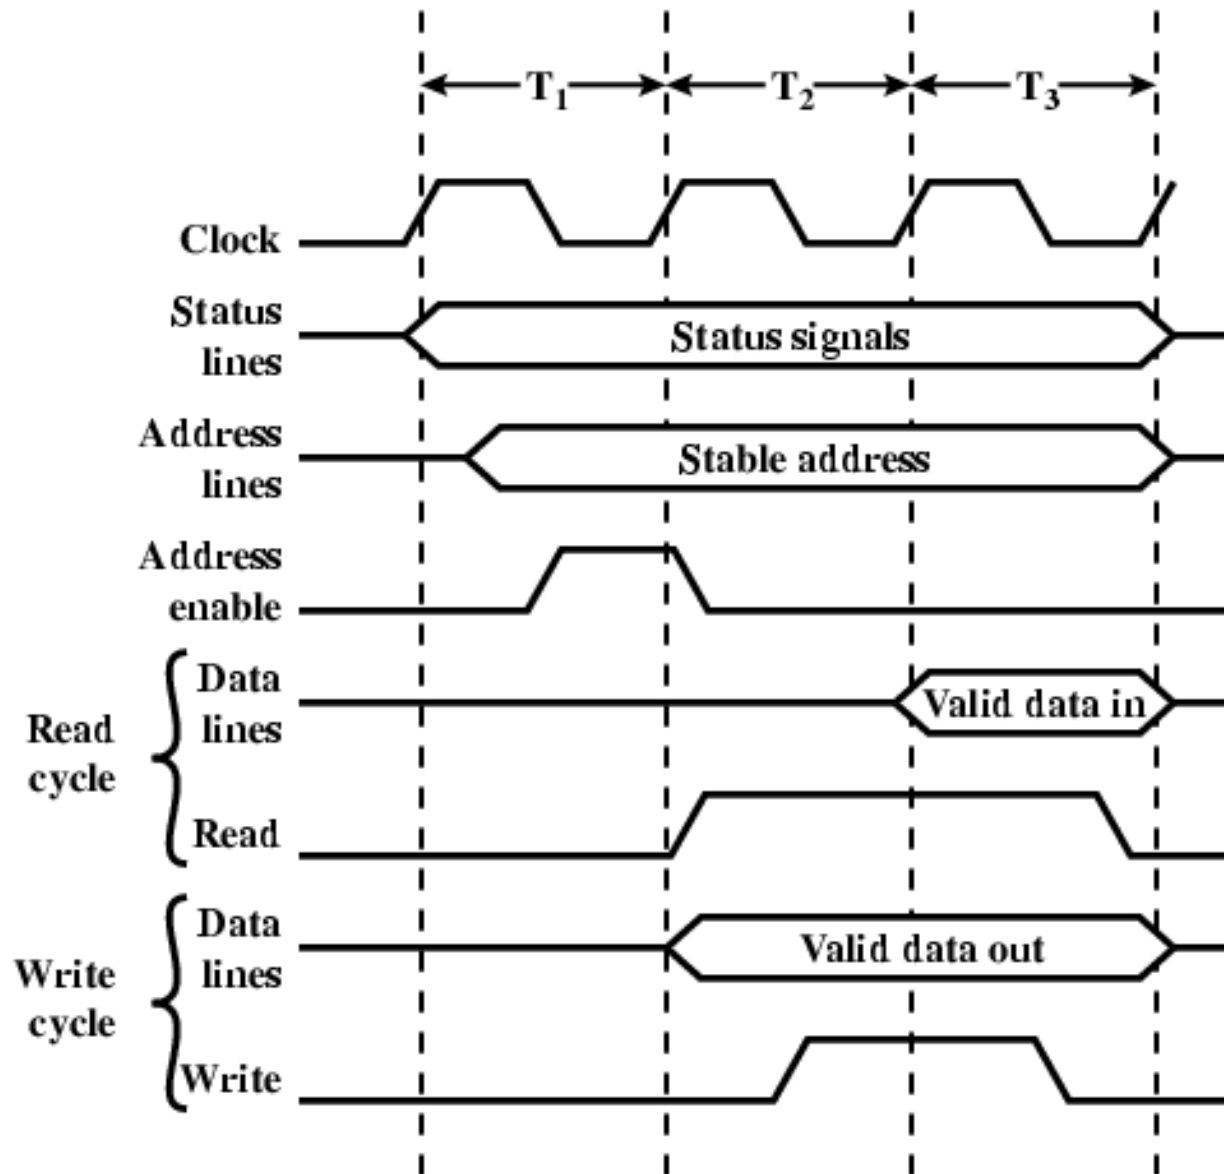 T1 T2 T3
Clock
Status
lines
Status signals
Address
lines
Stable address
Address
enable
Read
cycle
Data
lines
Valid data in
Read
Write
cycle
Data
lines
Valid data out
Write